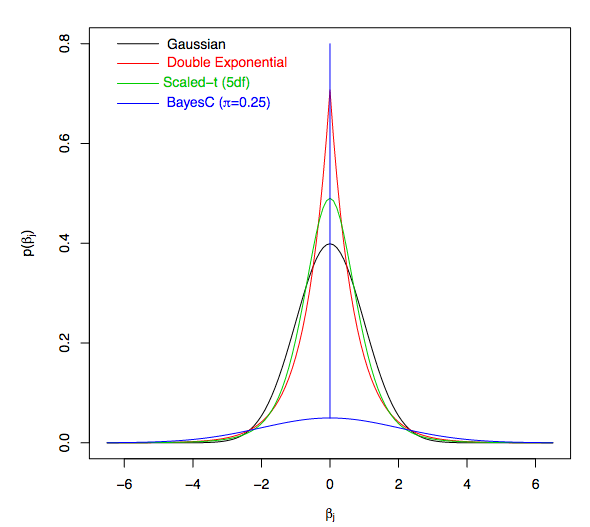 Gaussian
Double Exponential
Scaled−t (5df)
BayesC (π=0.25)
0.8
0.6
0.4
0.2
0.0
p(βj)
−6 −4 −2 0 2 4 6
βj